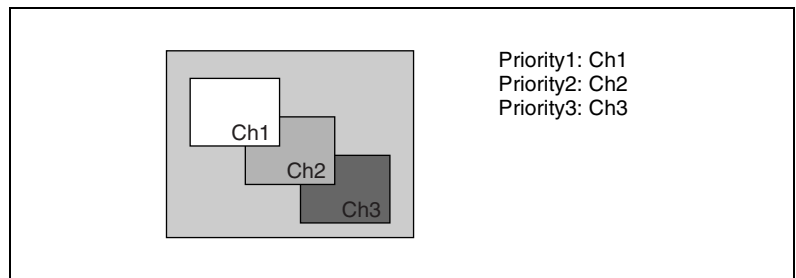 Ch1
Ch2
Ch3
Priority1: Ch1
Priority2: Ch2
Priority3: Ch3